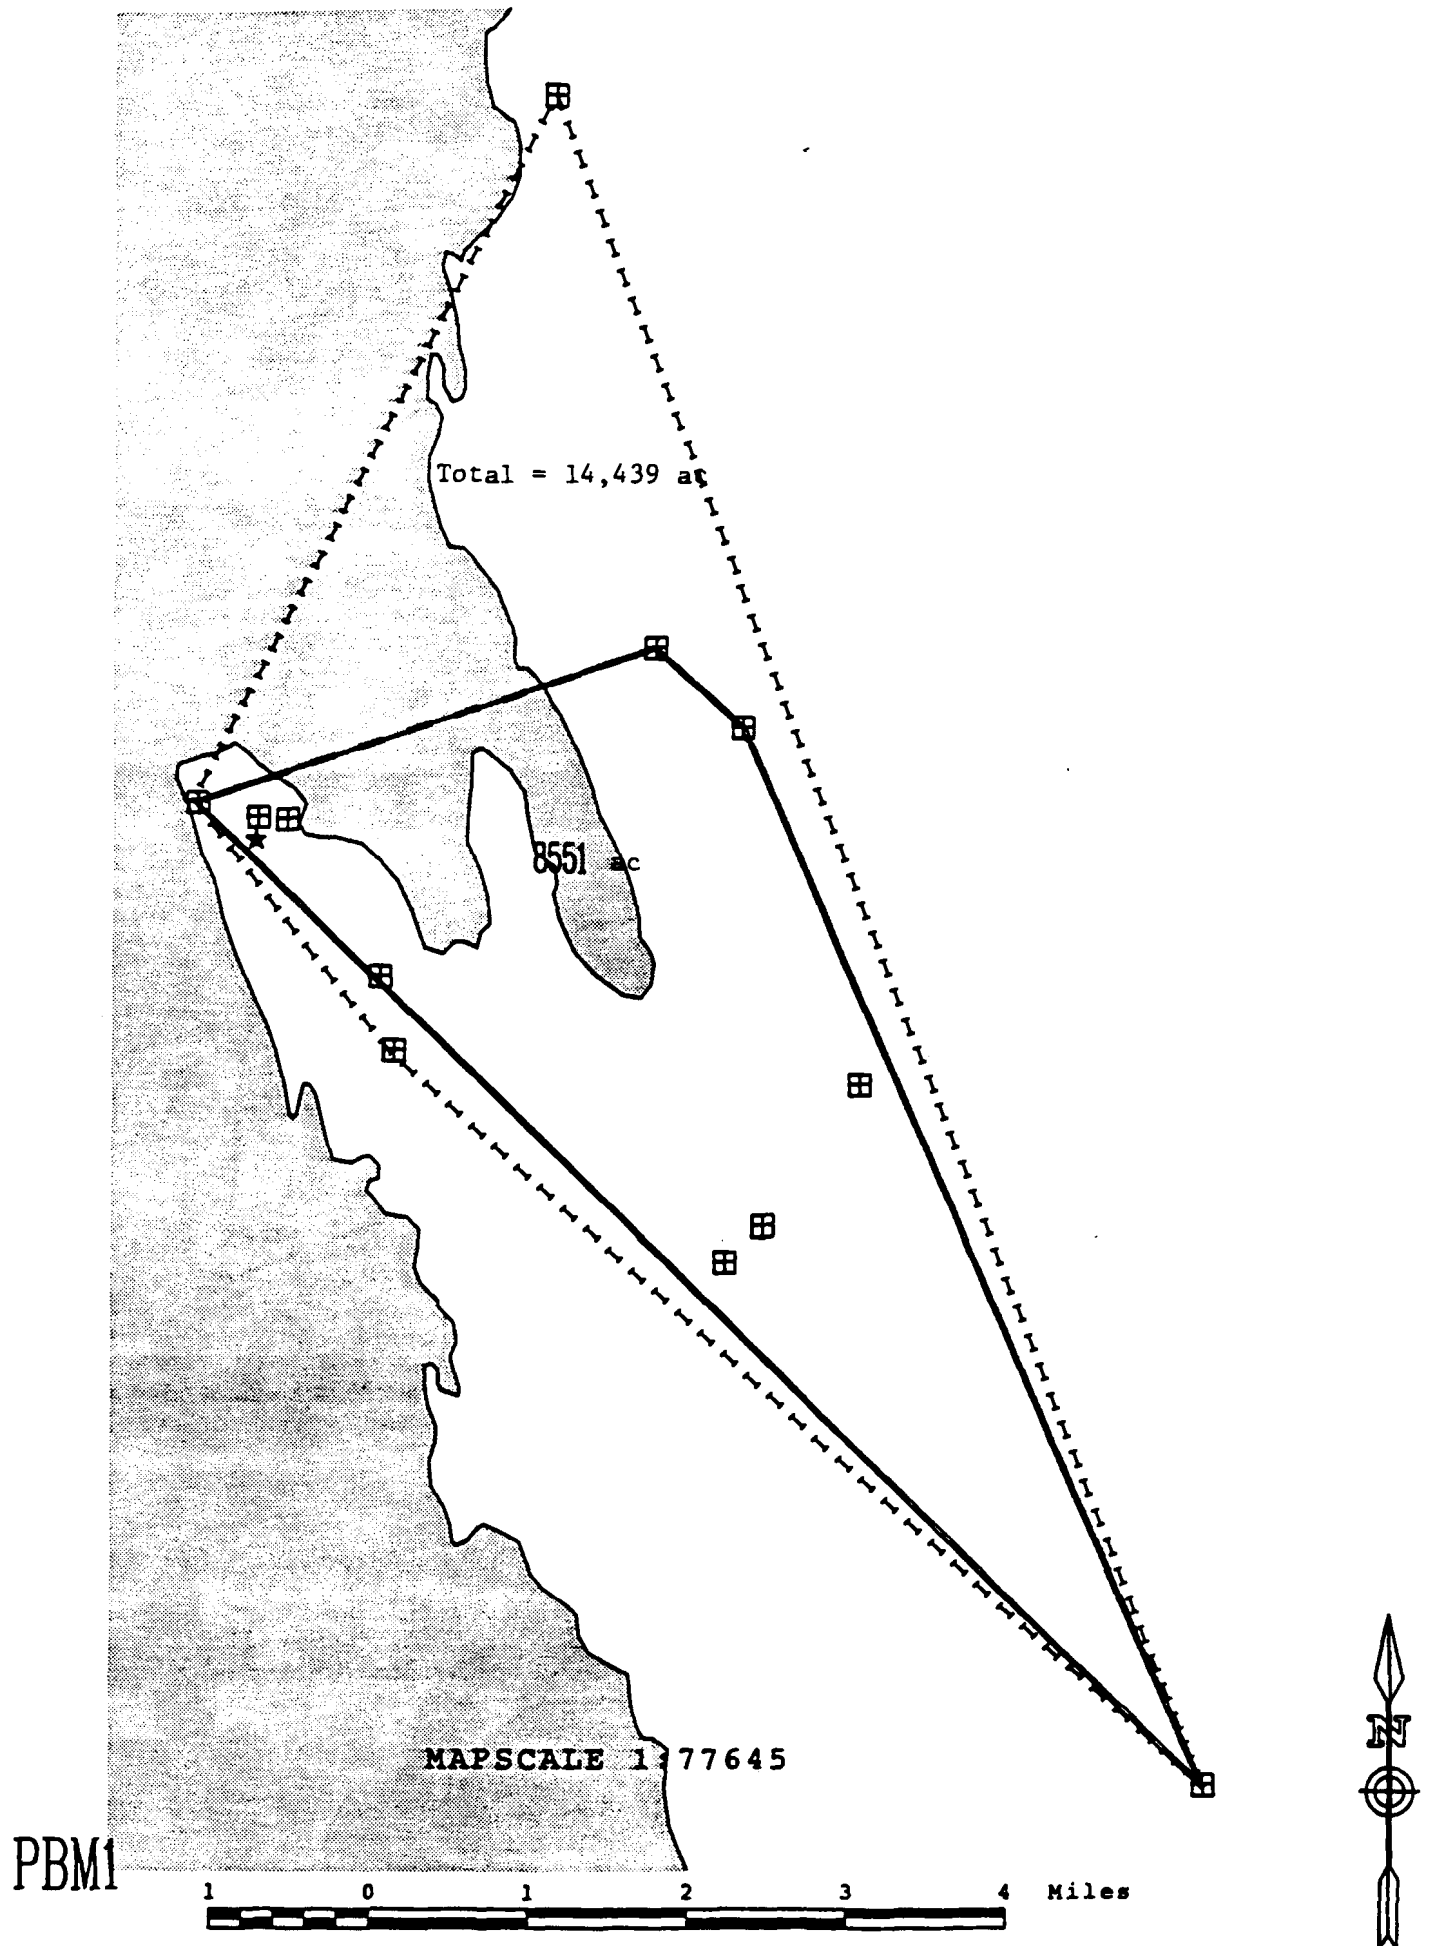 Total = 14,439 ac
8551 ac
MAPSCALE 1:77645
N
PBM1
1 0 1 2 3 4 Miles